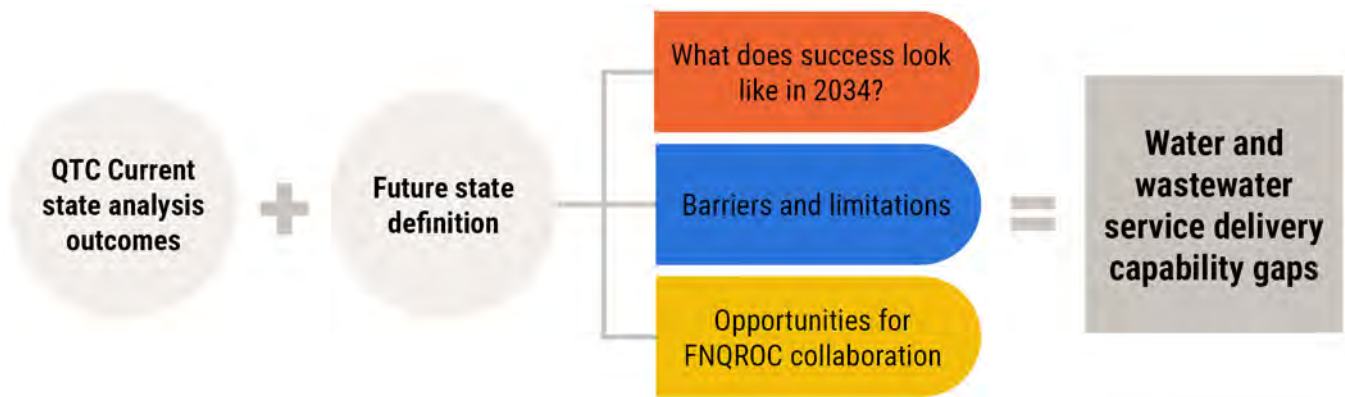 QTC Current
state analysis
outcomes
+
Future state
definition
What does success look
like in 2034?
Barriers and limitations
Opportunities for
FNQROC collaboration
=
Water and
wastewater
service delivery
capability gaps